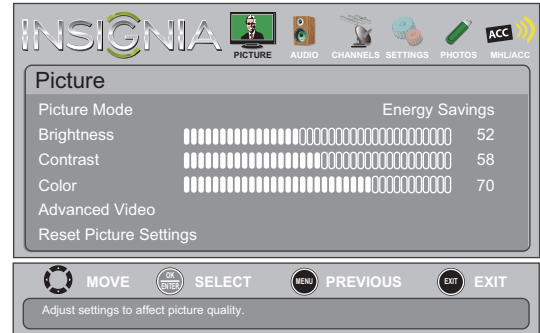 INSIGNIA
PICTURE AUDIO CHANNELS SETTINGS PHOTOS MHL/ACC
ACC
Picture
Picture Mode Energy Savings
Brightness 52
Contrast 58
Color 70
Advanced Video
Reset Picture Settings
MOVE OK ENTER SELECT MENU PREVIOUS EXIT EXIT
Adjust settings to affect picture quality.